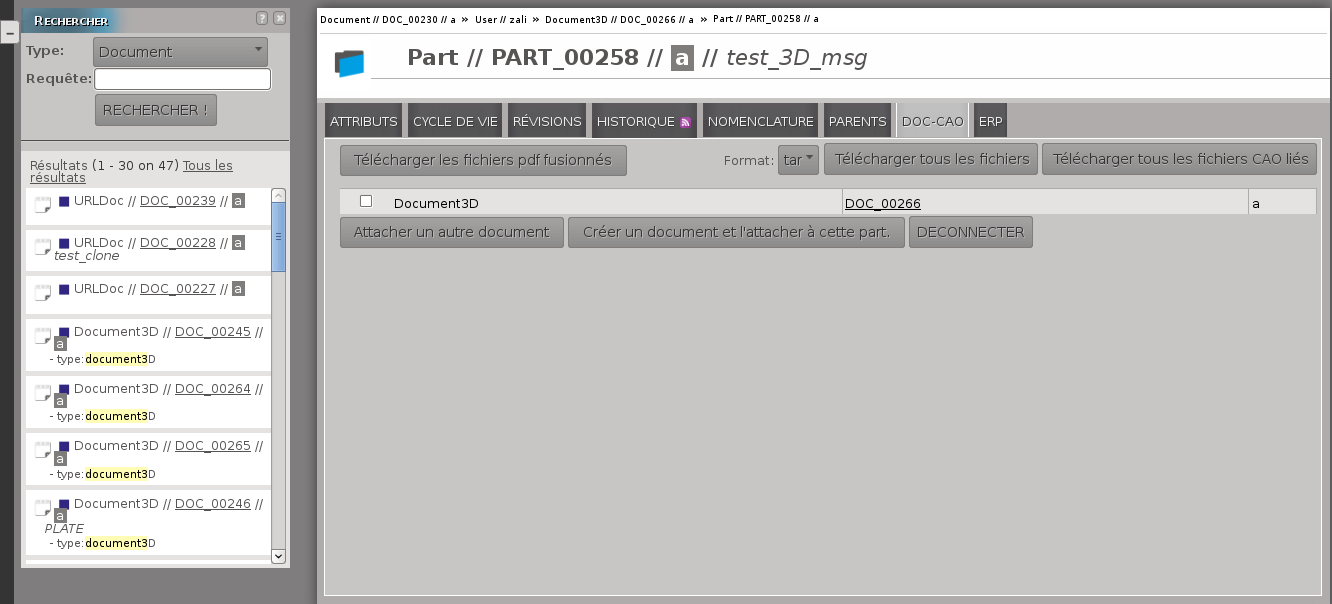 Rechercher
Type: Document
Requête:
RECHERCHER !
Résultats (1 - 30 on 47) Tous les
résultats
URLDoc // DOC_00239 // a
URLDoc // DOC_00228 // a
test_clone
URLDoc // DOC_00227 // a
Document3D // DOC_00245 //
a
- type:document3D
Document3D // DOC_00264 //
a
- type:document3D
Document3D // DOC_00265 //
a
- type:document3D
Document3D // DOC_00246 //
a
PLATE
- type:document3D
Document // DOC_00230 // a » User // zali » Document3D // DOC_00266 // a » Part // PART_00258 // a
Part // PART_00258 // a // test_3D_msg
ATTRIBUTS CYCLE DE VIE RÉVISIONS HISTORIQUE NOMENCLATURE PARENTS DOC-CAO ERP
Télécharger les fichiers pdf fusionnés Format: tar Télécharger tous les fichiers Télécharger tous les fichiers CAO liés
Document3D DOC_00266 a
Attacher un autre document Créer un document et l'attacher à cette part. DECONNECTER